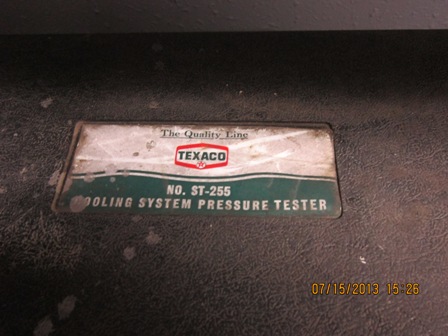 The Quality Line
TEXACO
NO. ST-255
COOLING SYSTEM PRESSURE TESTER
07/15/2013 15:26